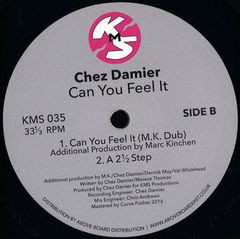 KMS
Chez Damier
Can You Feel It
KMS 035
33⅓ RPM
SIDE B
1. Can You Feel It (M.K. Dub)
Additional Production by Marc Kinchen
2. A 2½ Step
Additional Production by M.K./Chez Damier/Derrick May/Val Whitehead
Written by Chez Damier/Marese Thomas
Produced by Chez Damier for KMS Productions
Recording Engineer: Chez Damier
Mix Engineer: Chris Andrews
Mastered by Curve Pusher 2016
DISTRIBUTION BY ABOVE BOARD DISTRIBUTION | WWW.ABOVEBOARDIST.CO.UK